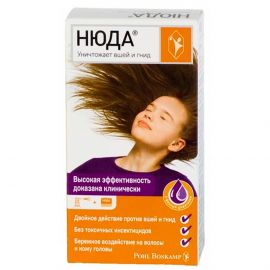 НЮДА®
Уничтожает вшей и гнид
Высокая эффективность
доказана клинически
+
Двойное действие против вшей и гнид
Без токсичных инсектицидов
Бережное воздействие на волосы
и кожу головы
POHL BOSKAMP